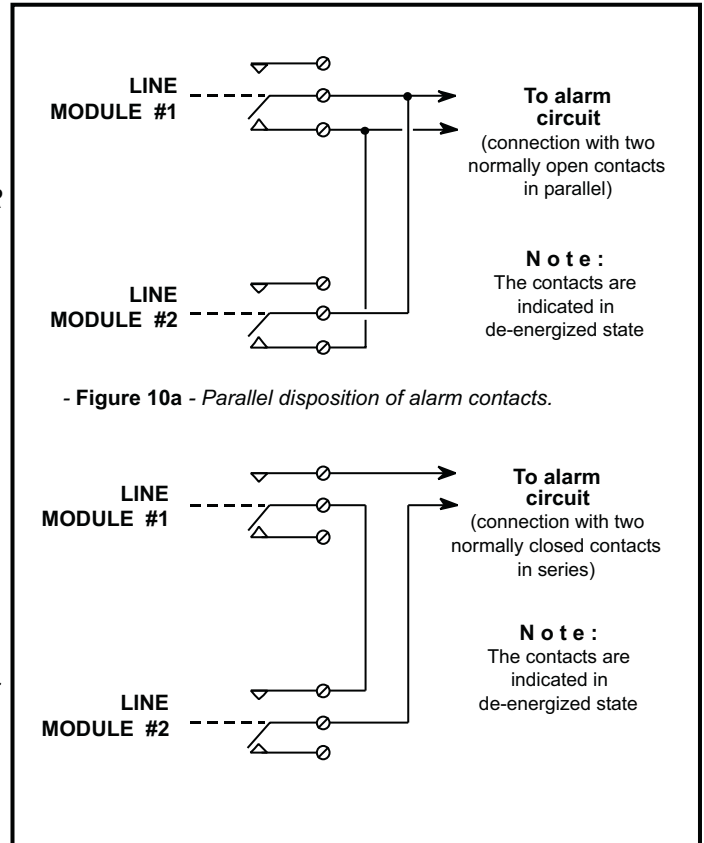 LINE
MODULE #1
To alarm
circuit
(connection with two
normally open contacts
in parallel)
LINE
MODULE #2
N o t e :
The contacts are
indicated in
de-energized state
- Figure 10a - Parallel disposition of alarm contacts.
LINE
MODULE #1
To alarm
circuit
(connection with two
normally closed contacts
in series)
LINE
MODULE #2
N o t e :
The contacts are
indicated in
de-energized state